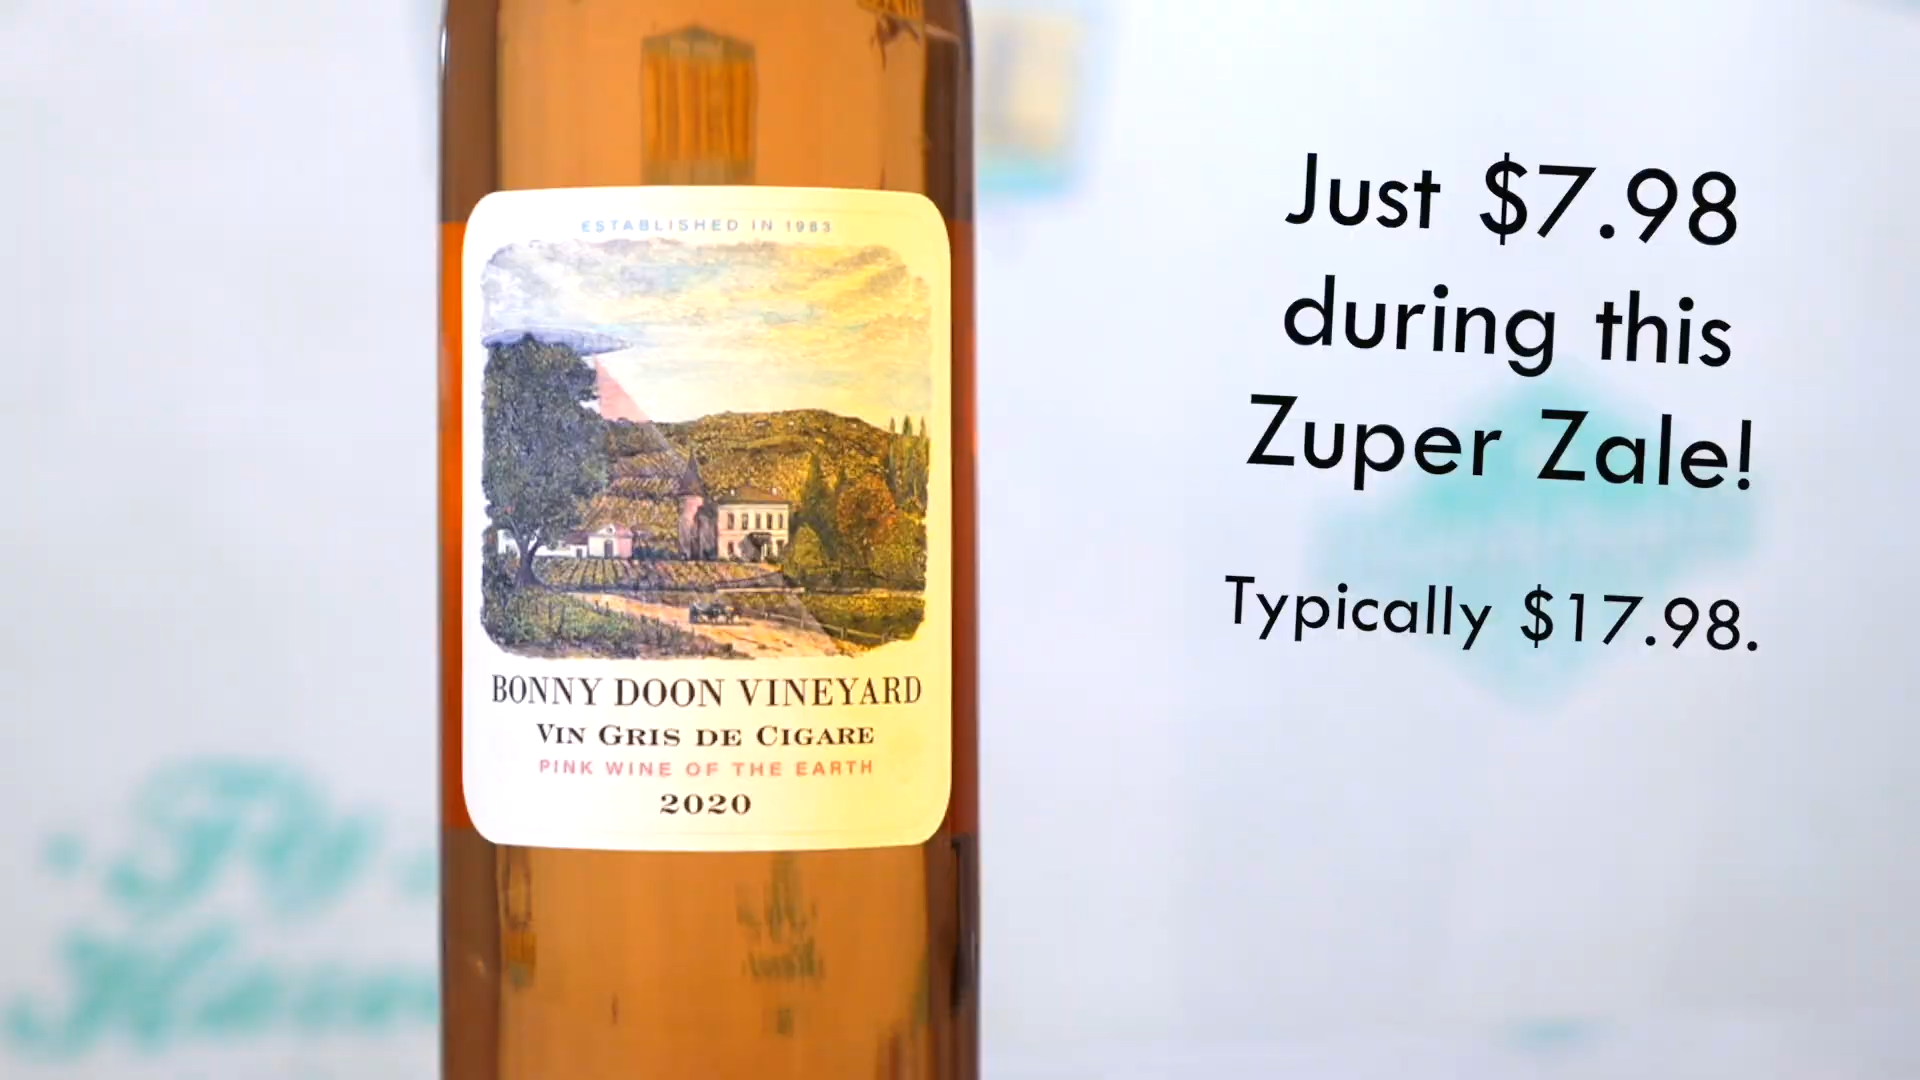 ESTABLISHED IN 1983
BONNY DOON VINEYARD
VIN GRIS DE CIGARE
PINK WINE OF THE EARTH
2020
Just $7.98
during this
Zuper Zale!
Typically $17.98.